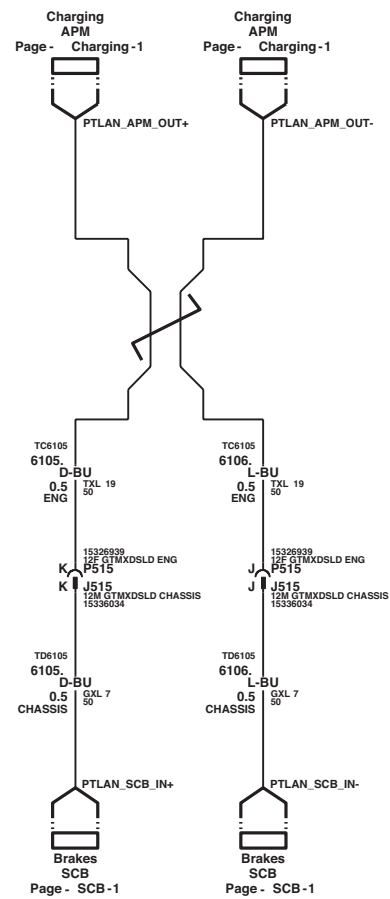 Charging
APM
Page - Charging -1
PTLAN_APM_OUT+
TC6105
6105.
D-BU
0.5
ENG
TXL 19
50
15326939
12F GTMXDSLD ENG
K P515
K J515
12M GTMXDSLD CHASSIS
15336034
TD6105
6105.
D-BU
0.5
CHASSIS
GXL 7
50
PTLAN_SCB_IN+
Brakes
SCB
Page - SCB -1
Charging
APM
Page - Charging -1
PTLAN_APM_OUT-
TC6105
6106.
L-BU
0.5
ENG
TXL 19
50
15326939
12F GTMXDSLD ENG
J P515
J J515
12M GTMXDSLD CHASSIS
15336034
TD6105
6106.
L-BU
0.5
CHASSIS
GXL 7
50
PTLAN_SCB_IN-
Brakes
SCB
Page - SCB -1